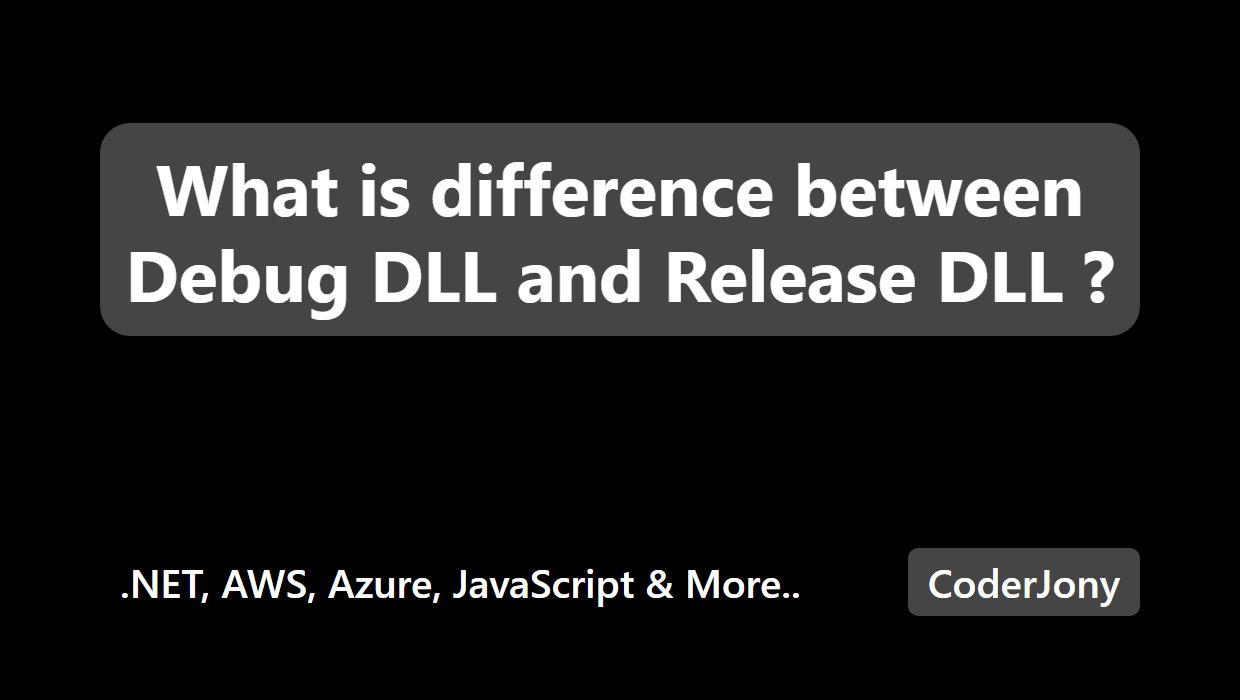 What is difference between
Debug DLL and Release DLL ?
.NET, AWS, Azure, JavaScript & More..
CoderJony